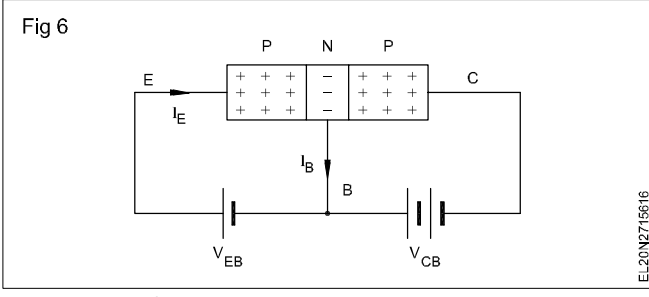 Fig 6
P N P
E C
+ + + − + + +
+ + + − + + +
+ + + − + + +
I_E
I_B
B
V_EB V_CB
EL20N2715616